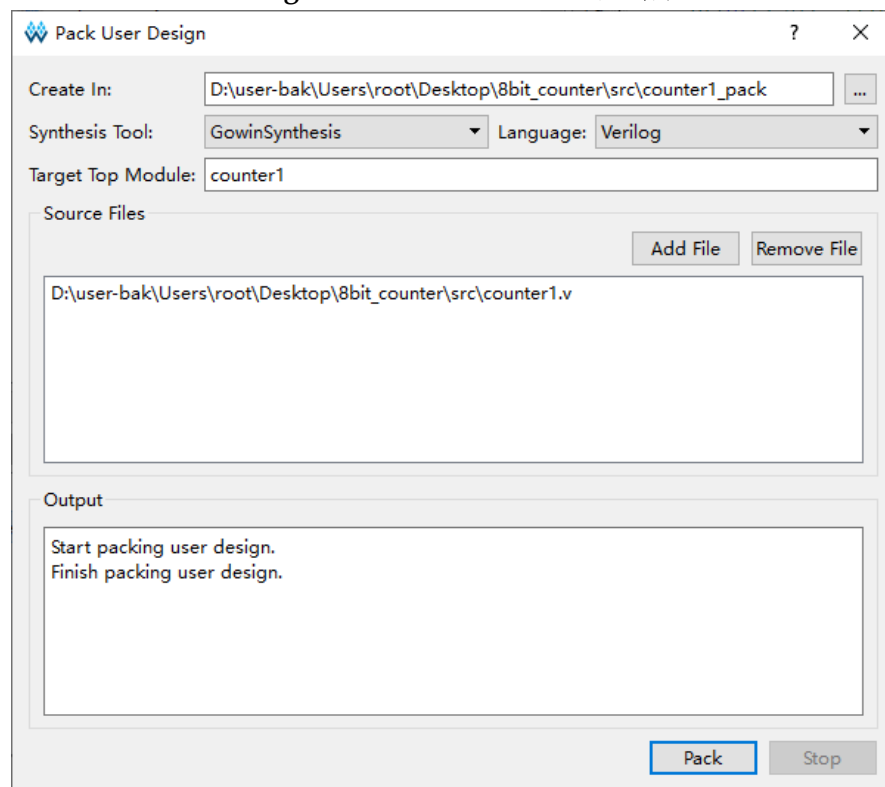 Pack User Design ? ×
Create In: D:\user-bak\Users\root\Desktop\8bit_counter\src\counter1_pack ...
Synthesis Tool: GowinSynthesis Language: Verilog
Target Top Module: counter1
Source Files
Add File Remove File
D:\user-bak\Users\root\Desktop\8bit_counter\src\counter1.v
Output
Start packing user design.
Finish packing user design.
Pack Stop